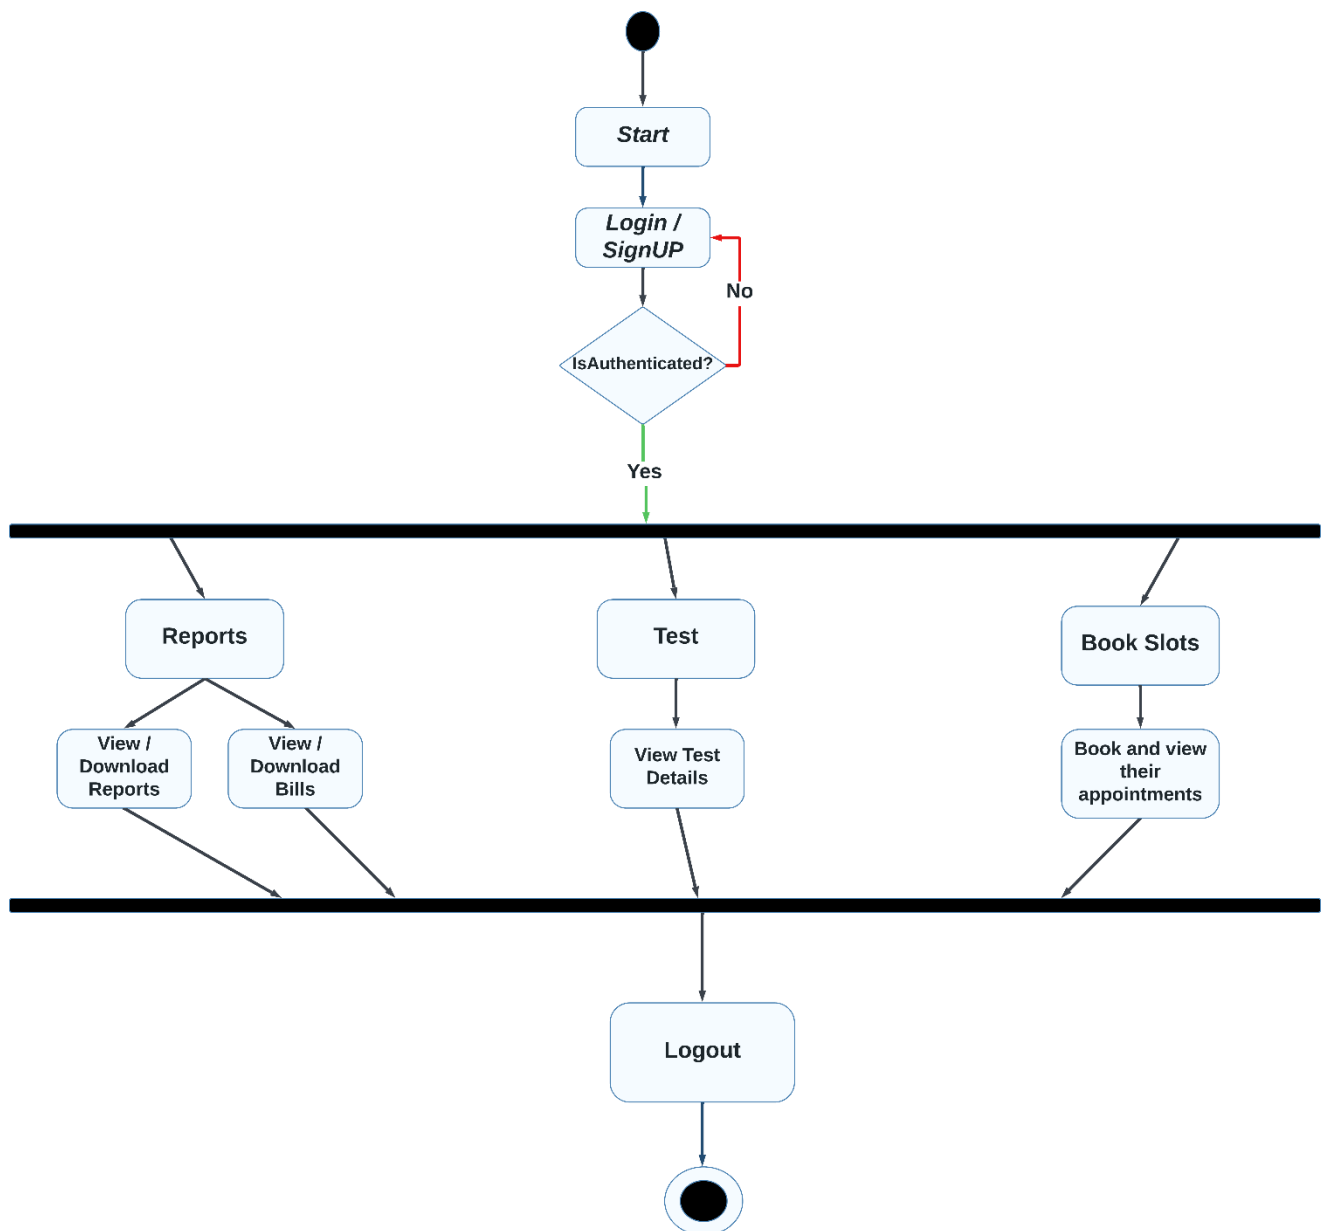 Start
Login /
SignUP
No
IsAuthenticated?
Yes
Reports
Test
Book Slots
View /
Download
Reports
View /
Download
Bills
View Test
Details
Book and view
their
appointments
Logout